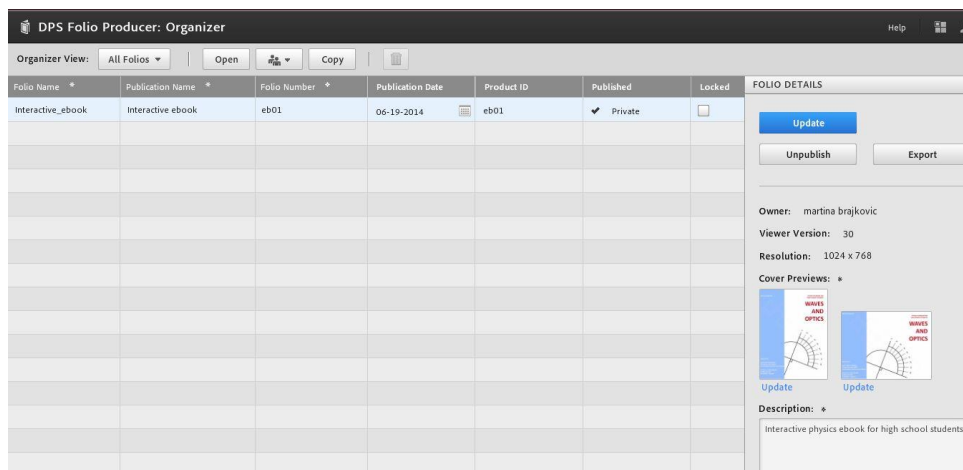 DPS Folio Producer: Organizer
Help
Organizer View: All Folios Open Copy
Folio Name * Publication Name * Folio Number * Publication Date Product ID Published Locked FOLIO DETAILS
Interactive_ebook Interactive ebook eb01 06-19-2014 eb01 ✔ Private
Update
Unpublish Export
Owner: martina brajkovic
Viewer Version: 30
Resolution: 1024 x 768
Cover Previews: *
WAVES
AND
OPTICS
WAVES
AND
OPTICS
Update Update
Description: *
Interactive physics ebook for high school students